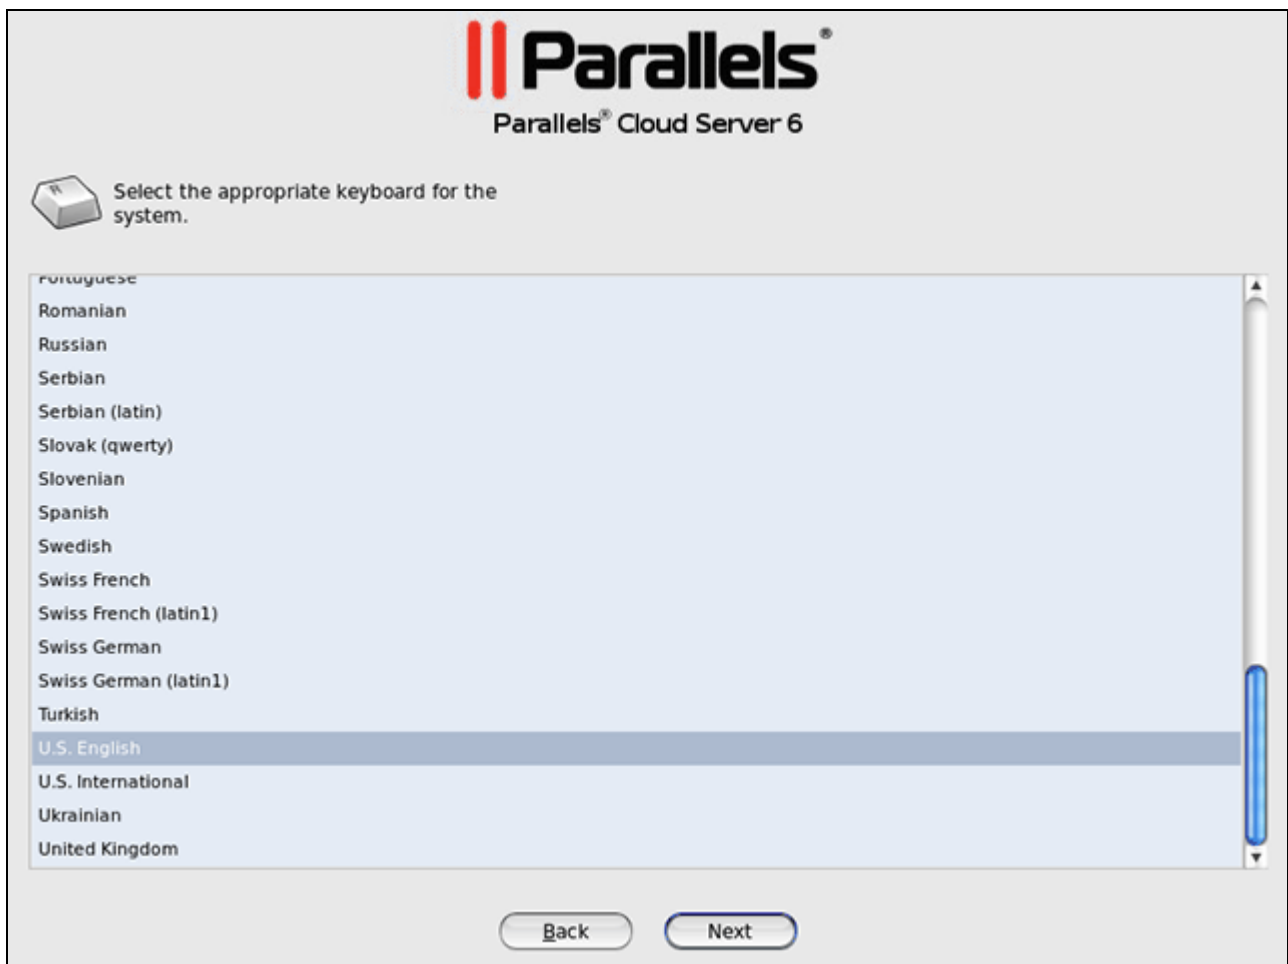 Parallels®
Parallels® Cloud Server 6
Select the appropriate keyboard for the
system.
Portuguese
Romanian
Russian
Serbian
Serbian (latin)
Slovak (qwerty)
Slovenian
Spanish
Swedish
Swiss French
Swiss French (latin1)
Swiss German
Swiss German (latin1)
Turkish
U.S. English
U.S. International
Ukrainian
United Kingdom
Back
Next